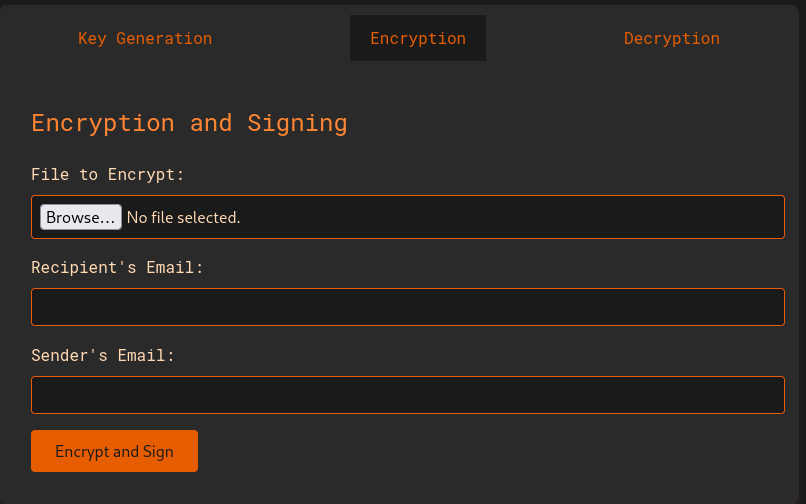 Key Generation Encryption Decryption
Encryption and Signing
File to Encrypt:
Browse... No file selected.
Recipient's Email:
Sender's Email:
Encrypt and Sign